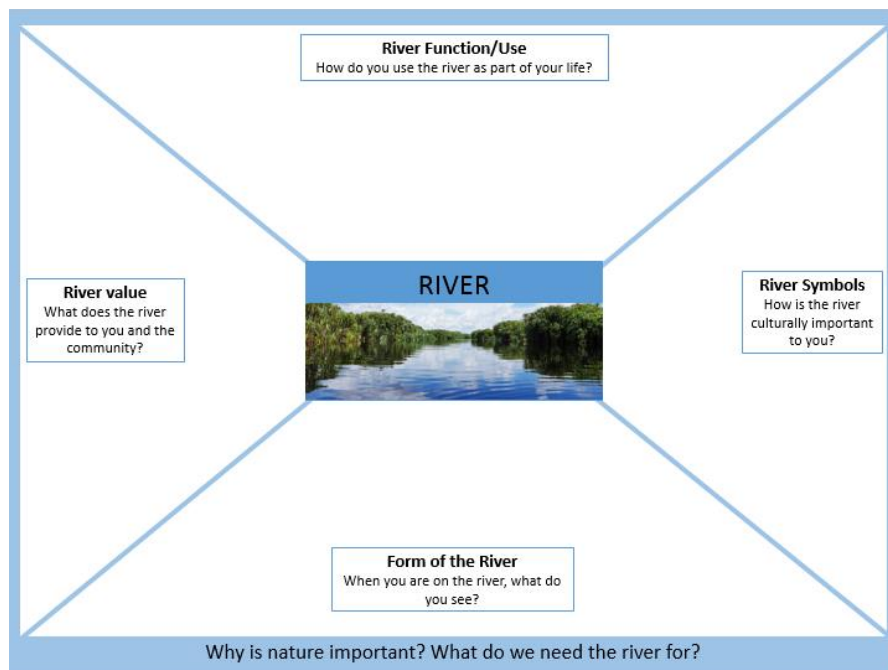 River Function/Use
How do you use the river as part of your life?
RIVER
River value
What does the river
provide to you and the
community?
River Symbols
How is the river
culturally important
to you?
Form of the River
When you are on the river, what do
you see?
Why is nature important? What do we need the river for?